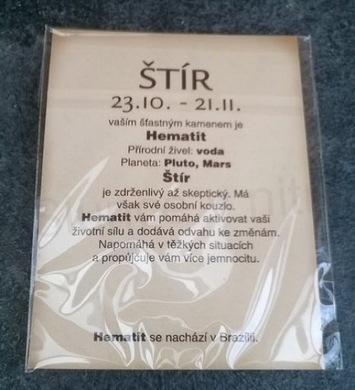 ŠTÍR
23.10. - 21.11.
vaším šťastným kamenem je
Hematit
Přírodní živel: voda
Planeta: Pluto, Mars
Štír
je zdrženlivý až skeptický. Má
však své osobní kouzlo.
Hematit vám pomáhá aktivovat vaši
životní sílu a dodává odvahu ke změnám.
Napomáhá v těžkých situacích
a propůjčuje vám více jemnocitu.
Hematit se nachází v Brazílii.